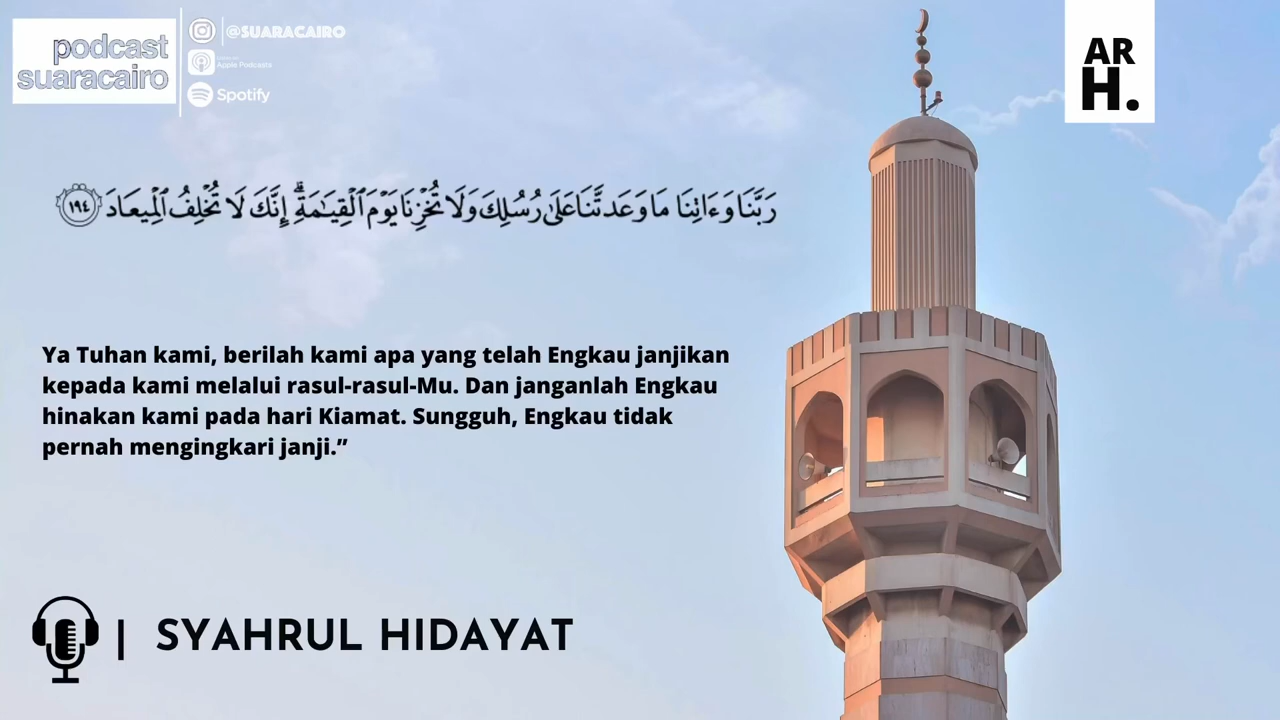 podcast
suaracairo
@SUARACAIRO
Listen on
Apple Podcasts
Spotify
AR
H.
رَبَّنَا وَءَاتِنَا مَا وَعَدتَّنَا عَلَىٰ رُسُلِكَ وَلَا تُخْزِنَا يَوْمَ ٱلْقِيَـٰمَةِ ۗ إِنَّكَ لَا تُخْلِفُ ٱلْمِيعَادَ ١٩٤
Ya Tuhan kami, berilah kami apa yang telah Engkau janjikan
kepada kami melalui rasul-rasul-Mu. Dan janganlah Engkau
hinakan kami pada hari Kiamat. Sungguh, Engkau tidak
pernah mengingkari janji.”
| SYAHRUL HIDAYAT